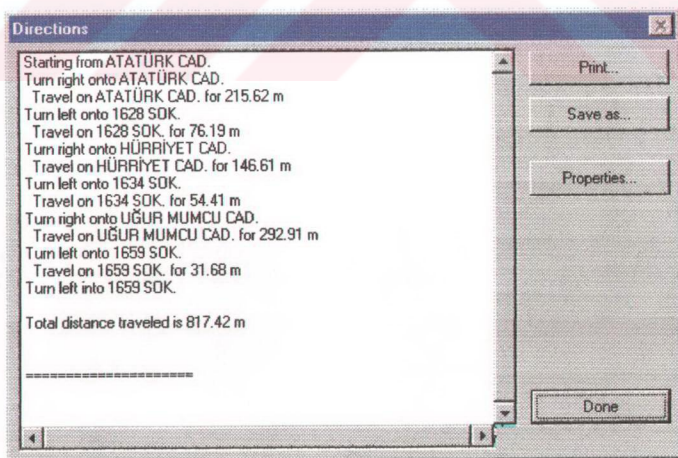 Directions
Starting from ATATÜRK CAD.
Turn right onto ATATÜRK CAD.
Travel on ATATÜRK CAD. for 215.62 m
Turn left onto 1628 SOK.
Travel on 1628 SOK. for 76.19 m
Turn right onto HÜRRİYET CAD.
Travel on HÜRRİYET CAD. for 146.61 m
Turn left onto 1634 SOK.
Travel on 1634 SOK. for 54.41 m
Turn right onto UĞUR MUMCU CAD.
Travel on UĞUR MUMCU CAD. for 292.91 m
Turn left onto 1659 SOK.
Travel on 1659 SOK. for 31.68 m
Turn left into 1659 SOK.
Total distance traveled is 817.42 m
=====================
Print...
Save as...
Properties...
Done